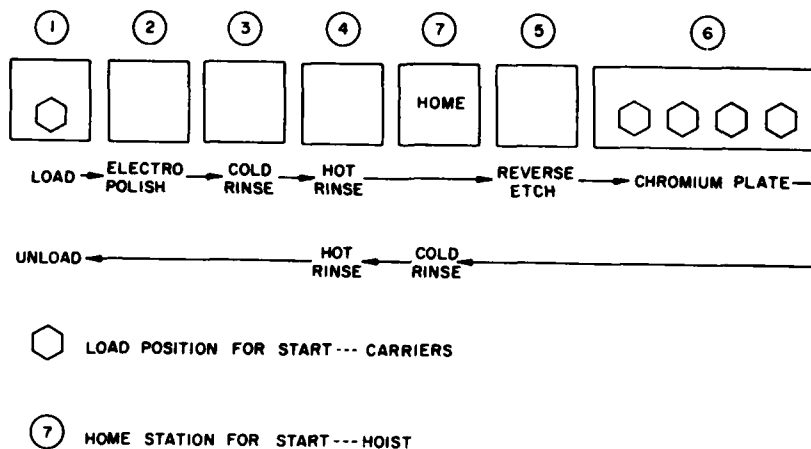 1 2 3 4 7 5 6
HOME
LOAD ELECTRO POLISH COLD RINSE HOT RINSE REVERSE ETCH CHROMIUM PLATE
UNLOAD HOT RINSE COLD RINSE
LOAD POSITION FOR START --- CARRIERS
7 HOME STATION FOR START --- HOIST